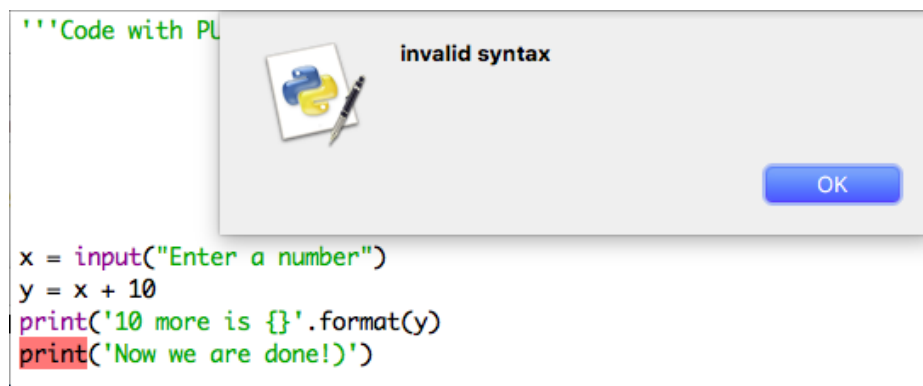 '''Code with
invalid syntax
OK
x = input("Enter a number")
y = x + 10
print('10 more is {}'.format(y)
print('Now we are done!)')